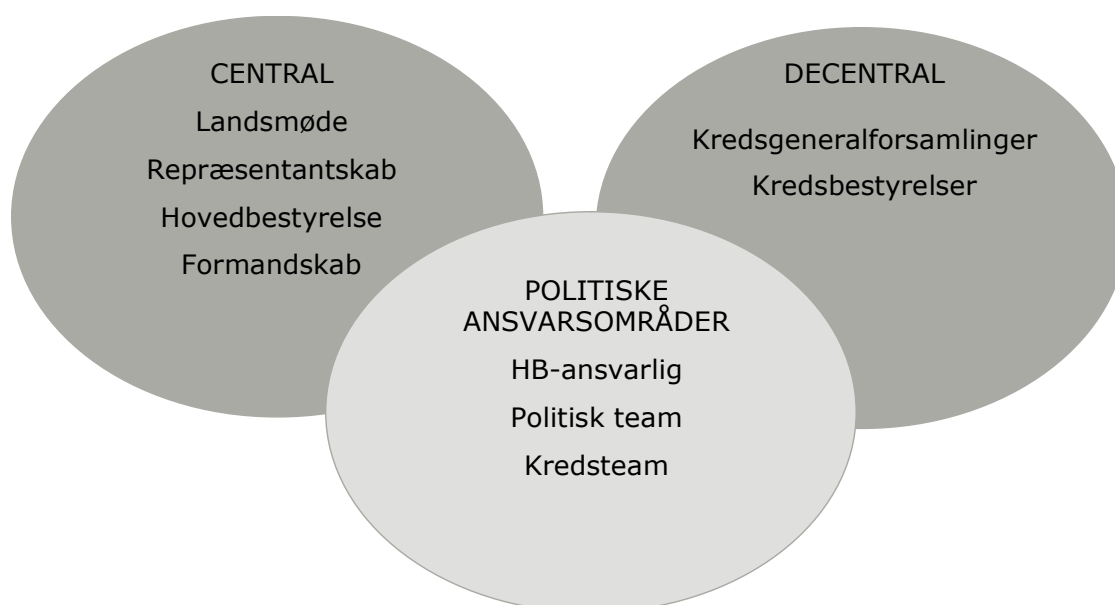 CENTRAL
Landsmøde
Repræsentantskab
Hovedbestyrelse
Formandskab
DECENTRAL
Kredsgeneralforsamlinger
Kredsbestyrelser
POLITISKE
ANSVARSOMRÅDER
HB-ansvarlig
Politisk team
Kredsteam